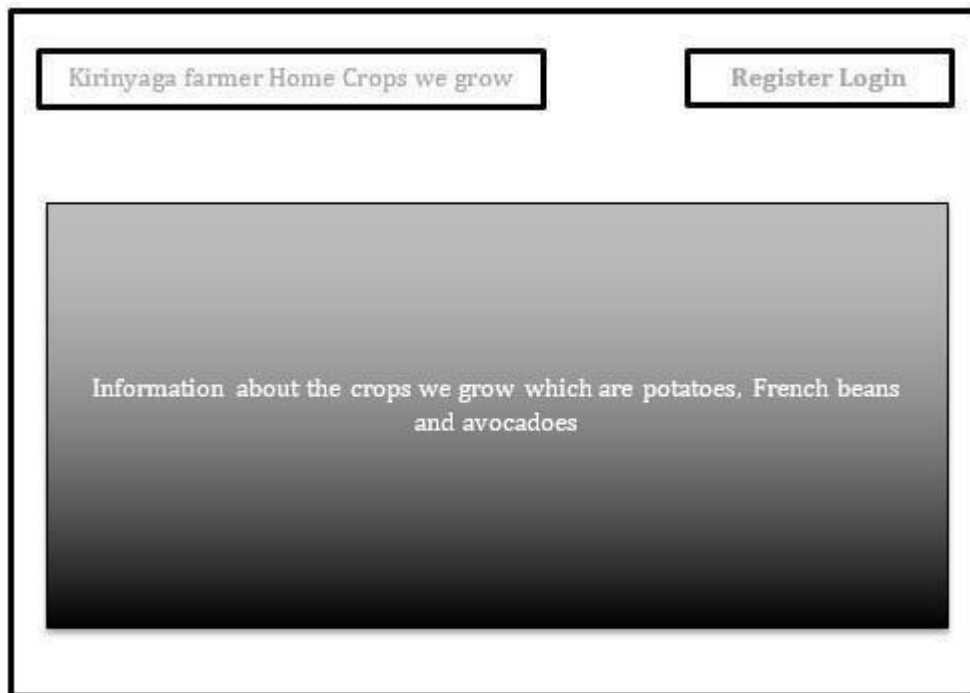 Kirinyaga farmer Home Crops we grow
Register Login
Information about the crops we grow which are potatoes, French beans
and avocadoes